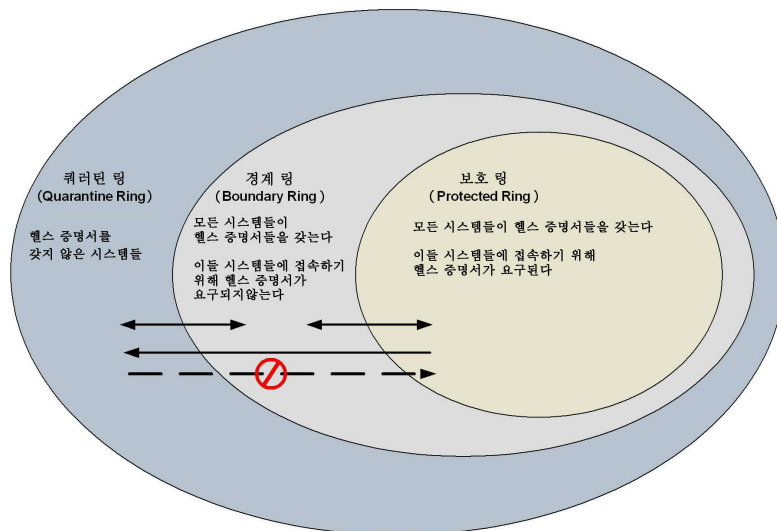 쿼러틴 링
(Quarantine Ring)
헬스 증명서를
갖지 않은 시스템들
경계 링
(Boundary Ring)
모든 시스템들이
헬스 증명서들을 갖는다
이들 시스템들에 접속하기
위해 헬스 증명서가
요구되지않는다
보호 링
(Protected Ring)
모든 시스템들이 헬스 증명서들을 갖는다
이들 시스템들에 접속하기 위해
헬스 증명서가 요구된다